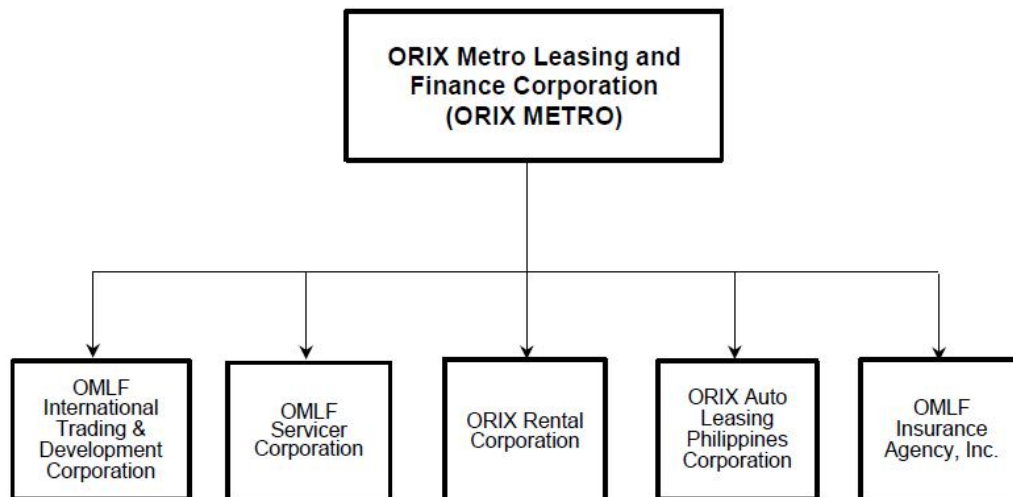 ORIX Metro Leasing and
Finance Corporation
(ORIX METRO)
OMLF
International
Trading &
Development
Corporation
OMLF
Servicer
Corporation
ORIX Rental
Corporation
ORIX Auto
Leasing
Philippines
Corporation
OMLF
Insurance
Agency, Inc.